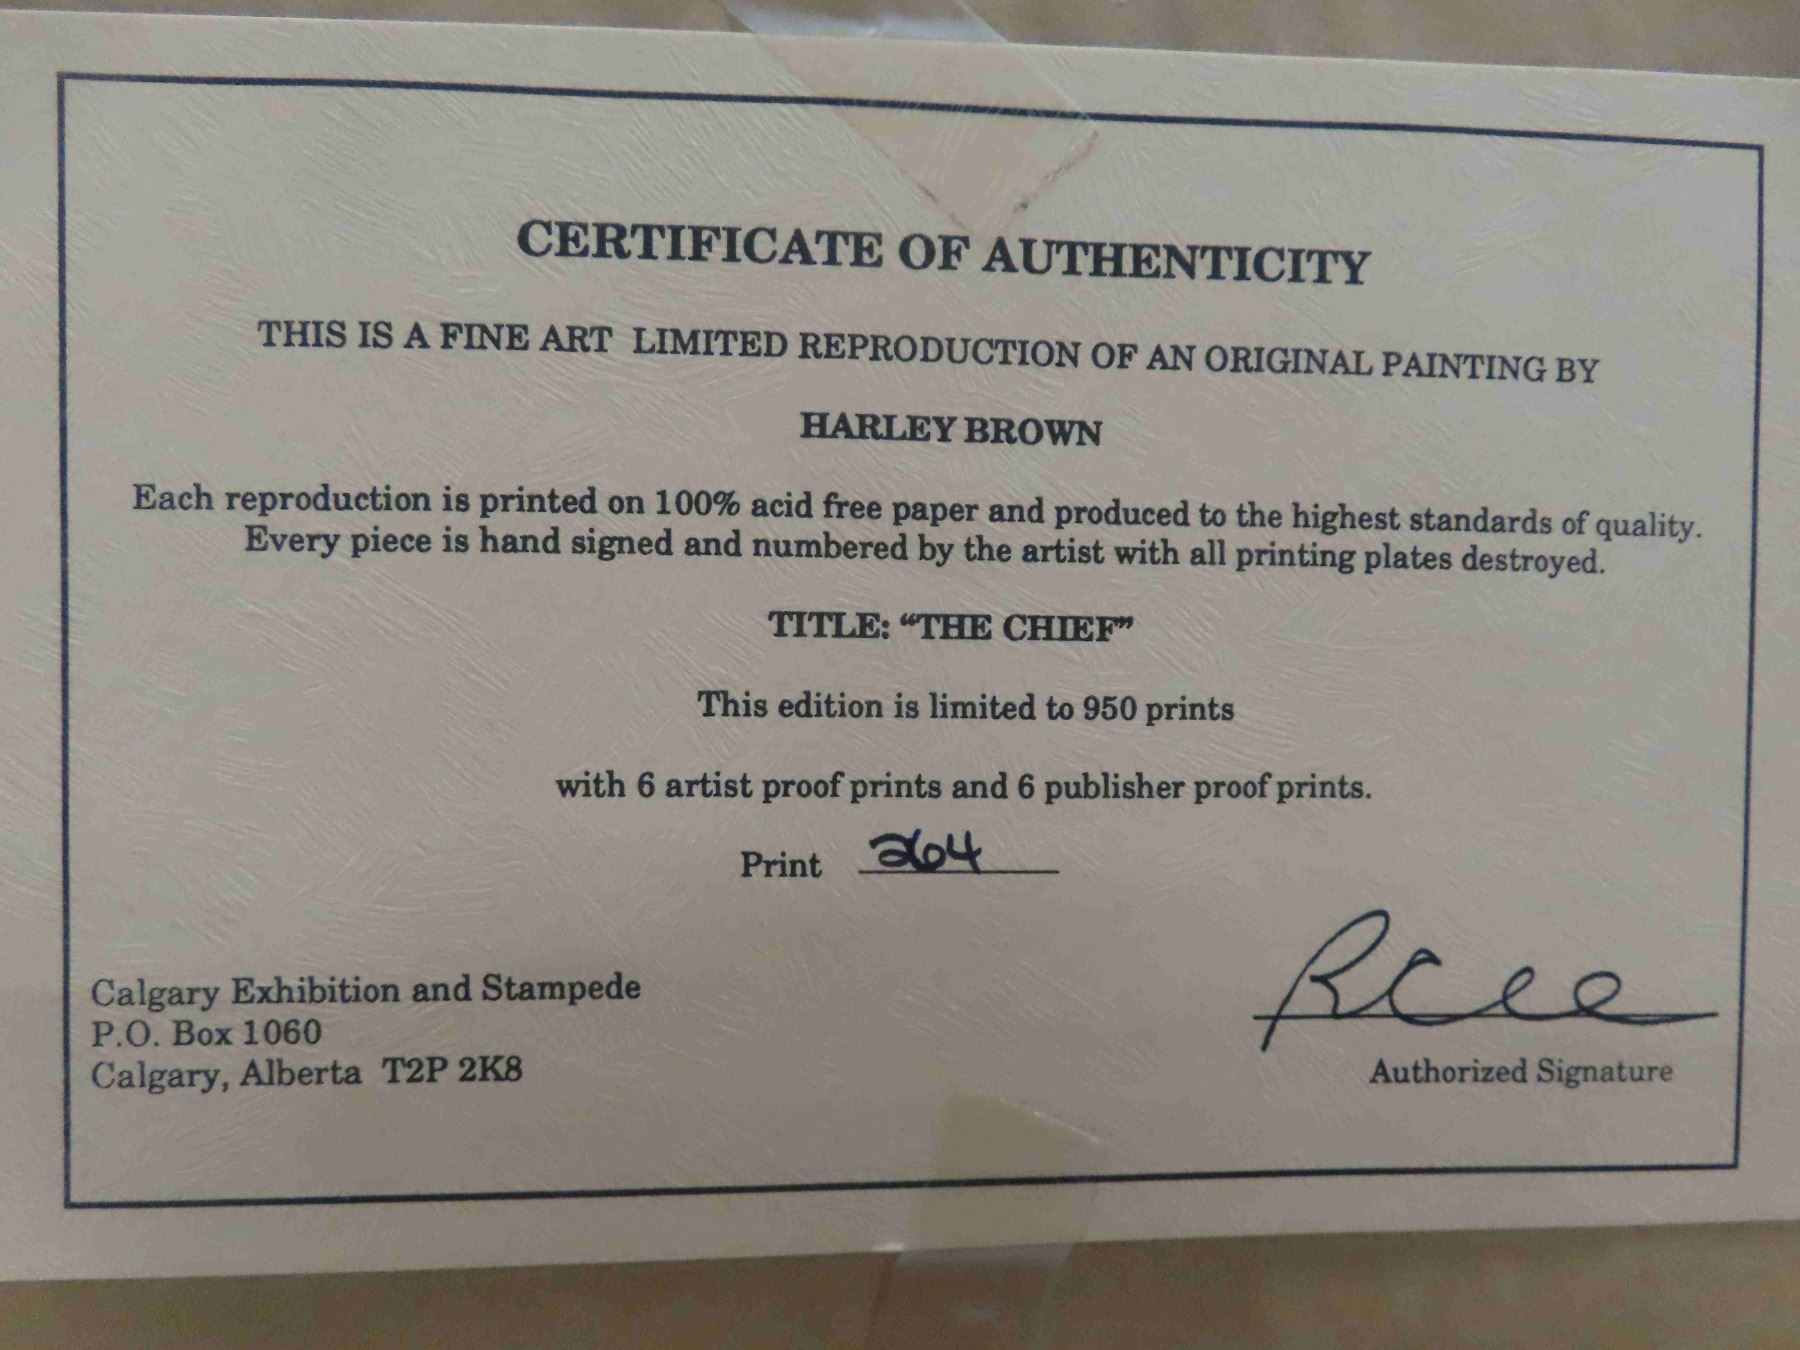 CERTIFICATE OF AUTHENTICITY
THIS IS A FINE ART LIMITED REPRODUCTION OF AN ORIGINAL PAINTING BY
HARLEY BROWN
Each reproduction is printed on 100% acid free paper and produced to the highest standards of quality.
Every piece is hand signed and numbered by the artist with all printing plates destroyed.
TITLE: “THE CHIEF”
This edition is limited to 950 prints
with 6 artist proof prints and 6 publisher proof prints.
Print 264
Calgary Exhibition and Stampede
P.O. Box 1060
Calgary, Alberta T2P 2K8
Authorized Signature